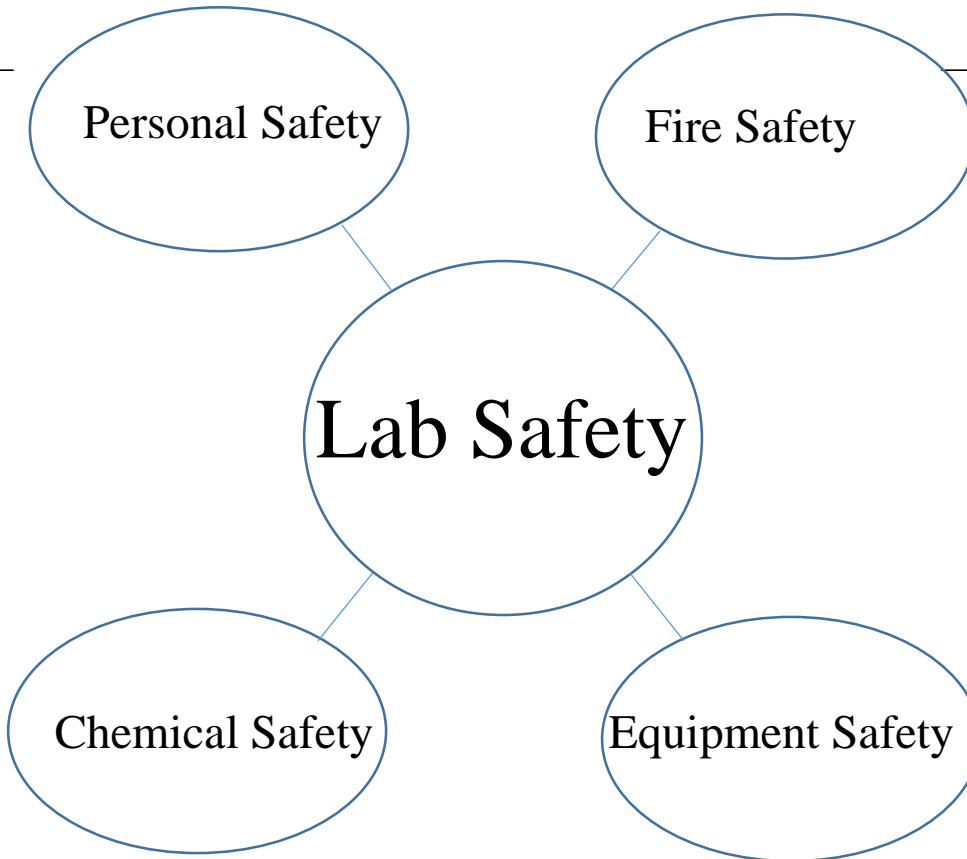 Personal Safety
Fire Safety
Lab Safety
Chemical Safety
Equipment Safety